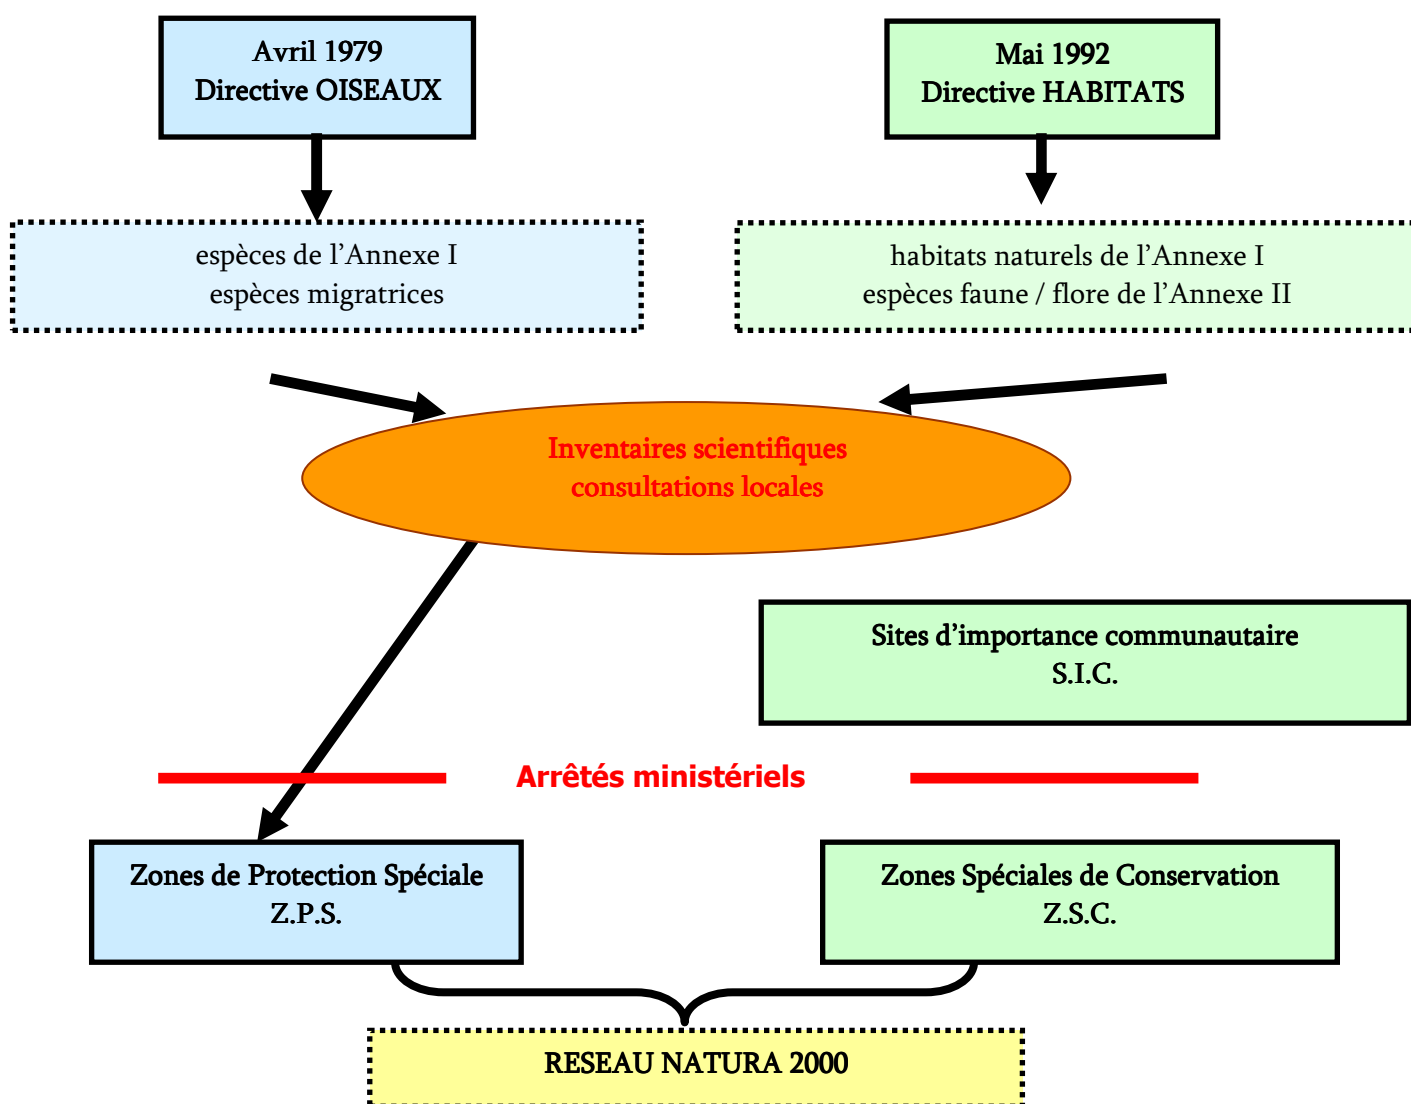 Avril 1979
Directive OISEAUX
Mai 1992
Directive HABITATS
espèces de l’Annexe I
espèces migratrices
habitats naturels de l’Annexe I
espèces faune / flore de l’Annexe II
Inventaires scientifiques
consultations locales
Sites d’importance communautaire
S.I.C.
Arrêtés ministériels
Zones de Protection Spéciale
Z.P.S.
Zones Spéciales de Conservation
Z.S.C.
RESEAU NATURA 2000